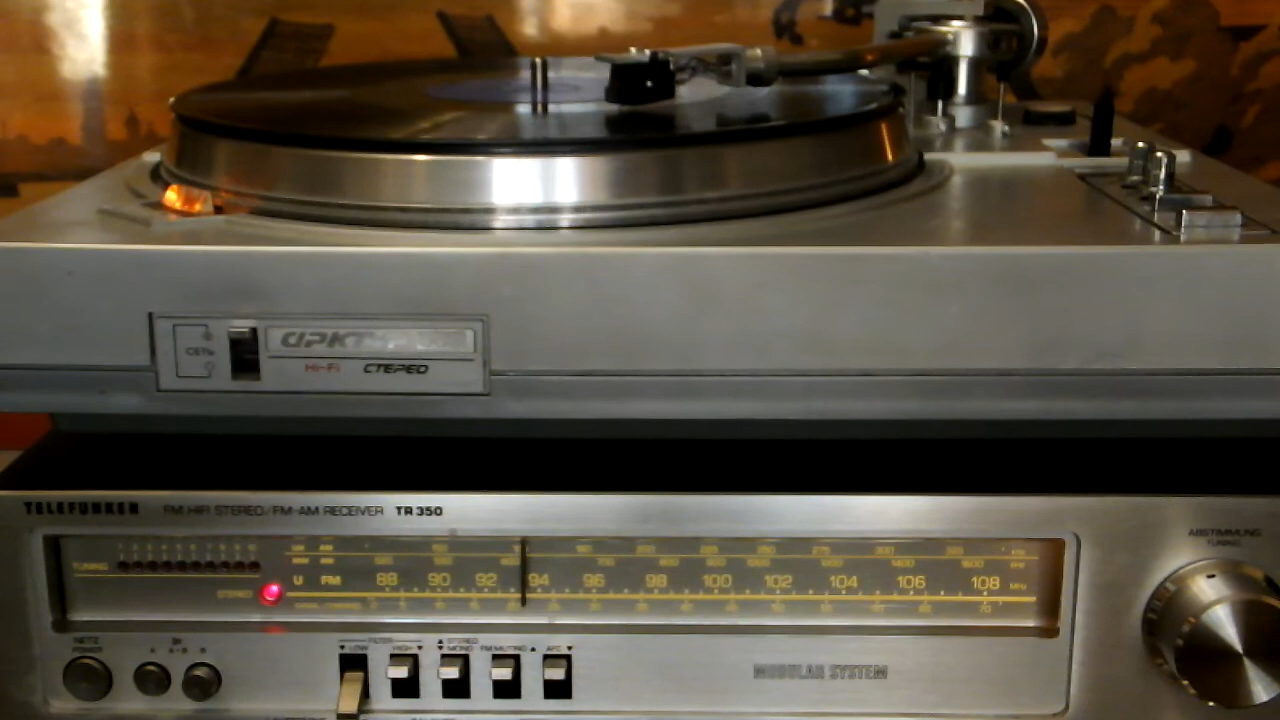 СЕТЬ
Арктур
Hi-Fi СТЕРЕО
TELEFUNKEN FM HIFI STEREO/FM-AM RECEIVER TR 350
ABSTIMMUNG
TUNING
TUNING
STEREO
U FM 88 90 92 94 96 98 100 102 104 106 108 MHz
NETZ
POWER
A A+B B
FILTER
LOW HIGH
STEREO
MONO
FM MUTING
AFC
MODULAR SYSTEM